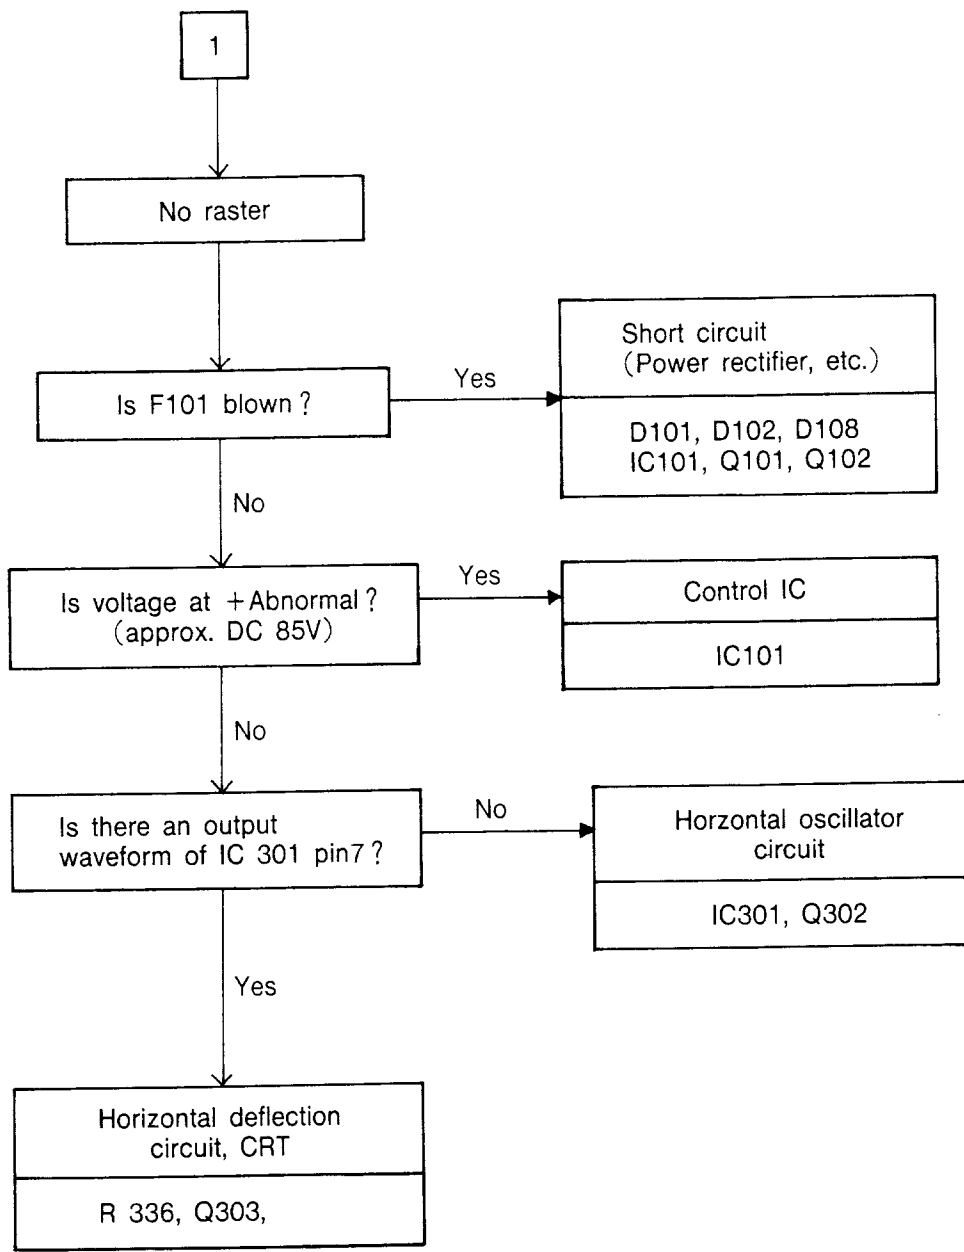 1
No raster
Is F101 blown?
Yes
Short circuit
(Power rectifier, etc.)
D101, D102, D108
IC101, Q101, Q102
No
Is voltage at +Abnormal?
(approx. DC 85V)
Yes
Control IC
IC101
No
Is there an output
waveform of IC 301 pin7?
No
Horzontal oscillator
circuit
IC301, Q302
Yes
Horizontal deflection
circuit, CRT
R 336, Q303,